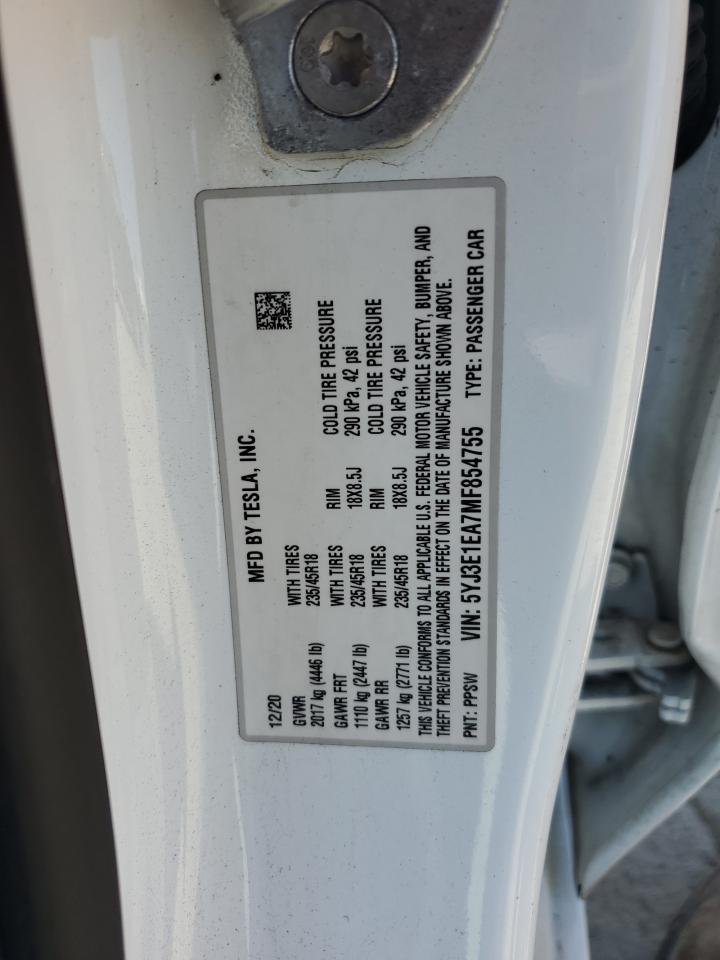 MFD BY TESLA, INC.
12/20
GVWR WITH TIRES
2017 kg (4446 lb) 235/45R18
GAWR FRT WITH TIRES RIM COLD TIRE PRESSURE
1110 kg (2447 lb) 235/45R18 18X8.5J 290 kPa, 42 psi
GAWR RR WITH TIRES RIM COLD TIRE PRESSURE
1257 kg (2771 lb) 235/45R18 18X8.5J 290 kPa, 42 psi
THIS VEHICLE CONFORMS TO ALL APPLICABLE U.S. FEDERAL MOTOR VEHICLE SAFETY, BUMPER, AND
THEFT PREVENTION STANDARDS IN EFFECT ON THE DATE OF MANUFACTURE SHOWN ABOVE.
PNT: PPSW VIN: 5YJ3E1EA7MF854755 TYPE: PASSENGER CAR